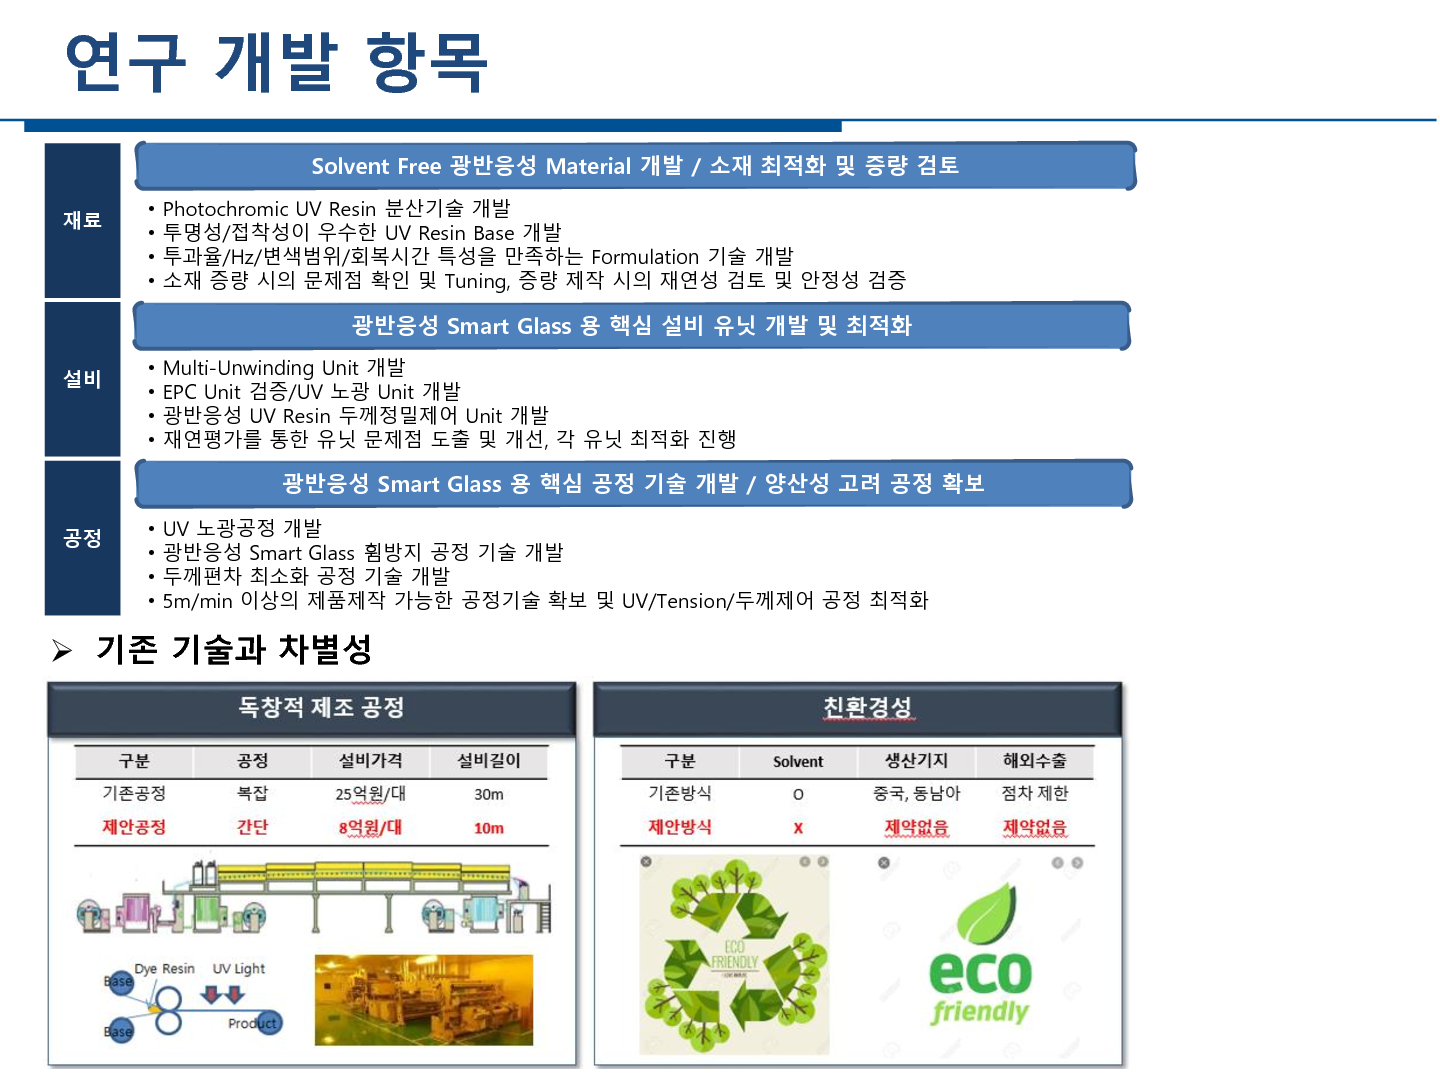 연구 개발 항목
재료
Solvent Free 광반응성 Material 개발 / 소재 최적화 및 증량 검토
• Photochromic UV Resin 분산기술 개발
• 투명성/접착성이 우수한 UV Resin Base 개발
• 투과율/Hz/변색범위/회복시간 특성을 만족하는 Formulation 기술 개발
• 소재 증량 시의 문제점 확인 및 Tuning, 증량 제작 시의 재연성 검토 및 안정성 검증
설비
광반응성 Smart Glass 용 핵심 설비 유닛 개발 및 최적화
• Multi-Unwinding Unit 개발
• EPC Unit 검증/UV 노광 Unit 개발
• 광반응성 UV Resin 두께정밀제어 Unit 개발
• 재연평가를 통한 유닛 문제점 도출 및 개선, 각 유닛 최적화 진행
공정
광반응성 Smart Glass 용 핵심 공정 기술 개발 / 양산성 고려 공정 확보
• UV 노광공정 개발
• 광반응성 Smart Glass 휨방지 공정 기술 개발
• 두께편차 최소화 공정 기술 개발
• 5m/min 이상의 제품제작 가능한 공정기술 확보 및 UV/Tension/두께제어 공정 최적화
➢ 기존 기술과 차별성
독창적 제조 공정
구분 공정 설비가격 설비길이
기존공정 복잡 25억원/대 30m
제안공정 간단 8억원/대 10m
Dye Resin UV Light
Base
Base
Product
친환경성
구분 Solvent 생산기지 해외수출
기존방식 O 중국, 동남아 점차 제한
제안방식 X 제약없음 제약없음
ECO
FRIENDLY
eco
friendly